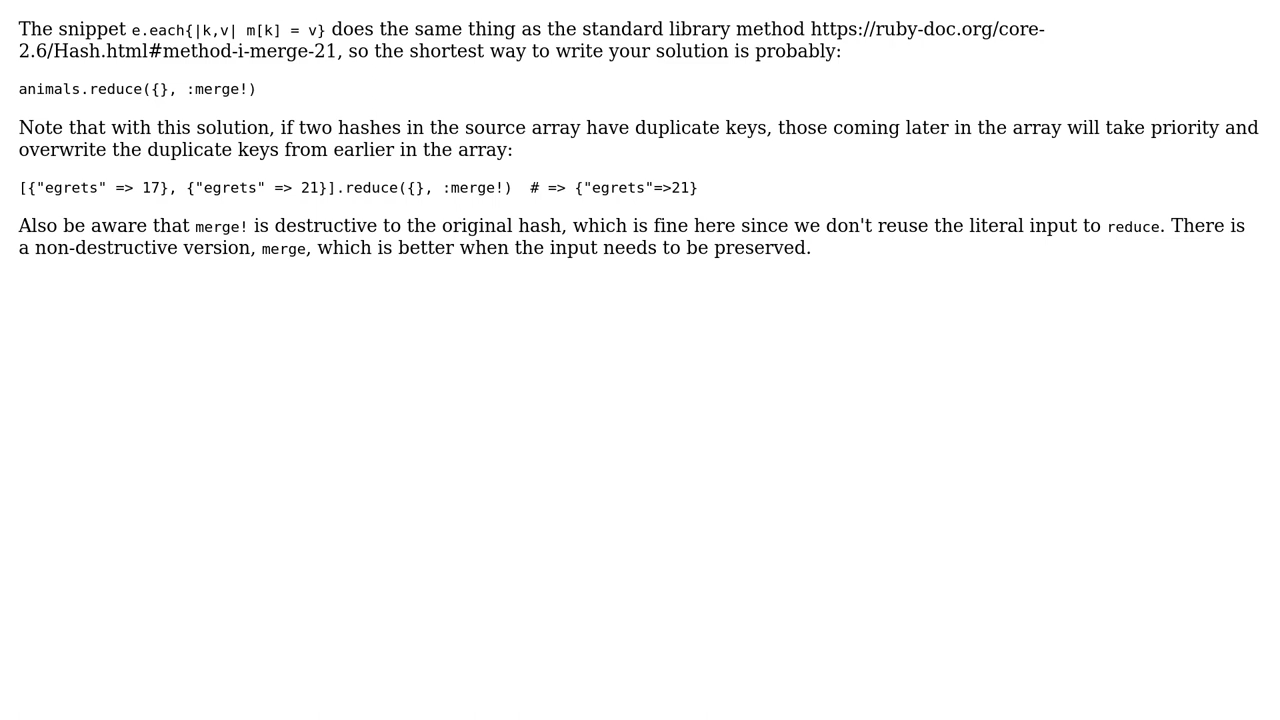 The snippet e.each{|k,v| m[k] = v} does the same thing as the standard library method https://ruby-doc.org/core-
2.6/Hash.html#method-i-merge-21, so the shortest way to write your solution is probably:
animals.reduce({}, :merge!)
Note that with this solution, if two hashes in the source array have duplicate keys, those coming later in the array will take priority and
overwrite the duplicate keys from earlier in the array:
[{"egrets" => 17}, {"egrets" => 21}].reduce({}, :merge!)  # => {"egrets"=>21}
Also be aware that merge! is destructive to the original hash, which is fine here since we don't reuse the literal input to reduce. There is
a non-destructive version, merge, which is better when the input needs to be preserved.